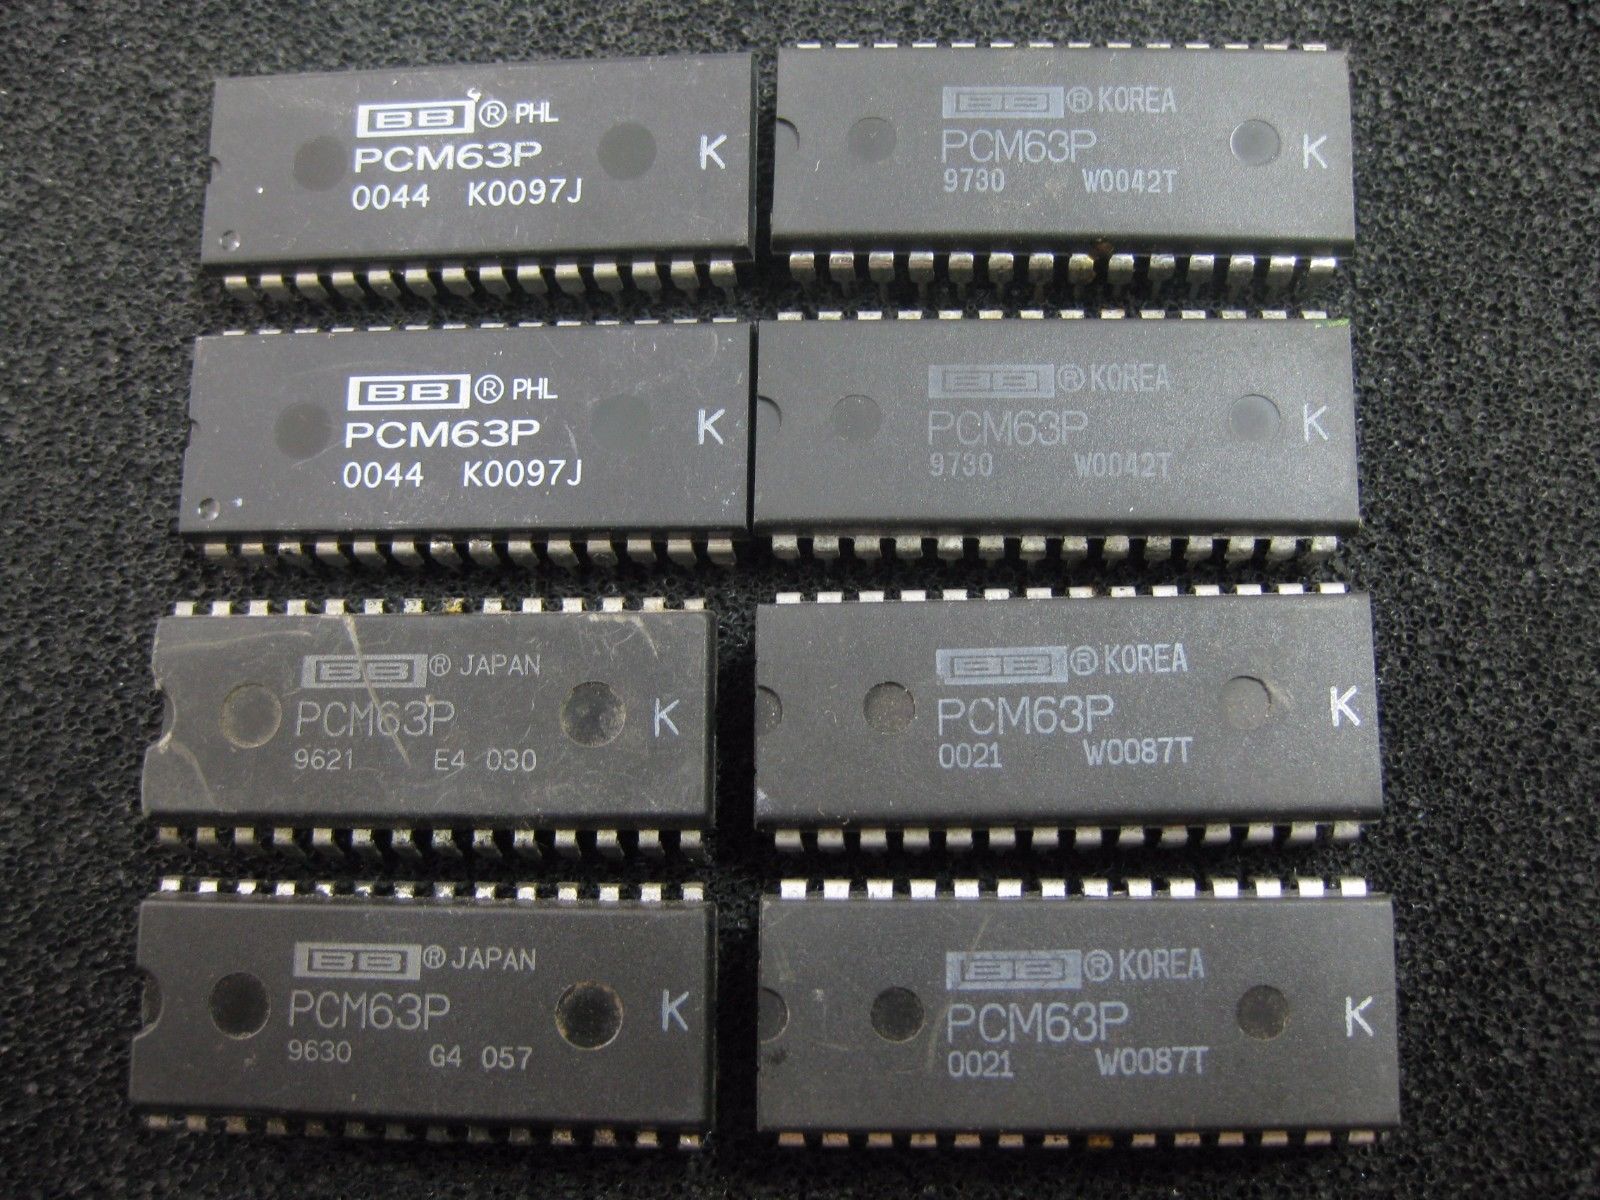 BB ® PHL
PCM63P K
0044 K0097J
BB ® KOREA
PCM63P K
9730 W0042T
BB ® PHL
PCM63P K
0044 K0097J
BB ® KOREA
PCM63P K
9730 W0042T
BB ® JAPAN
PCM63P K
9621 E4 030
BB ® KOREA
PCM63P K
0021 W0087T
BB ® JAPAN
PCM63P K
9630 G4 057
BB ® KOREA
PCM63P K
0021 W0087T